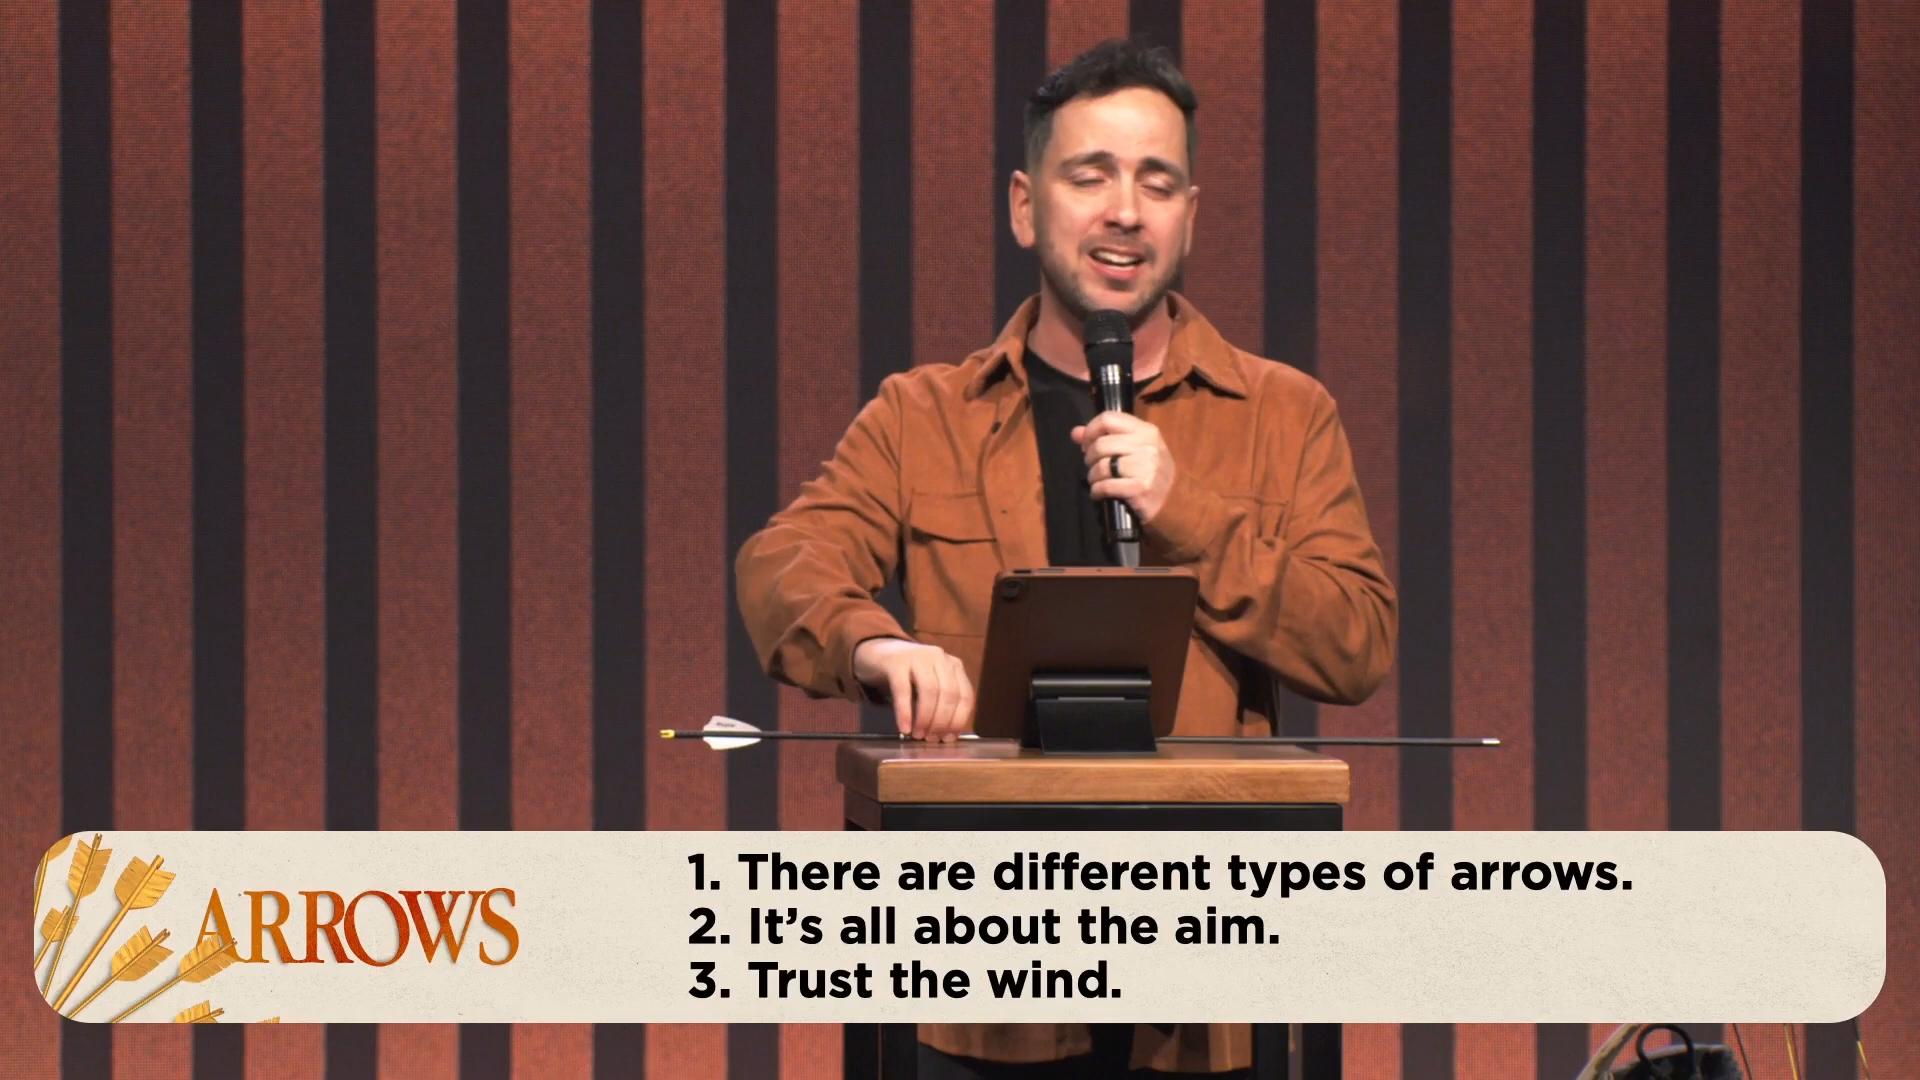 ARROWS
1. There are different types of arrows.
2. It’s all about the aim.
3. Trust the wind.